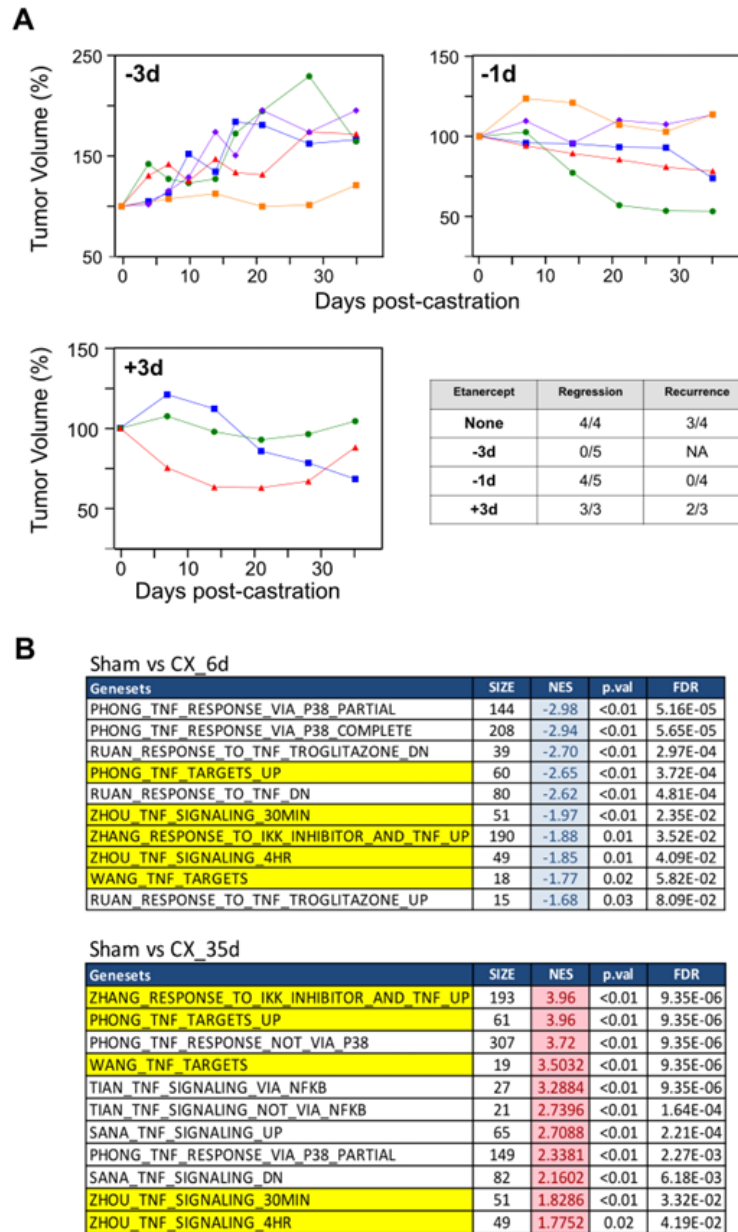 A
-3d
250
150
50
Tumor Volume (%)
0 10 20 30
-1d
150
100
50
0 10 20 30
Days post-castration
+3d
150
100
50
Tumor Volume (%)
0 10 20 30
Days post-castration
Etanercept Regression Recurrence
None 4/4 3/4
-3d 0/5 NA
-1d 4/5 0/4
+3d 3/3 2/3
B
Sham vs CX_6d
Genesets SIZE NES p.val FDR
PHONG_TNF_RESPONSE_VIA_P38_PARTIAL 144 -2.98 <0.01 5.16E-05
PHONG_TNF_RESPONSE_VIA_P38_COMPLETE 208 -2.94 <0.01 5.65E-05
RUAN_RESPONSE_TO_TNF_TROGLITAZONE_DN 39 -2.70 <0.01 2.97E-04
PHONG_TNF_TARGETS_UP 60 -2.65 <0.01 3.72E-04
RUAN_RESPONSE_TO_TNF_DN 80 -2.62 <0.01 4.81E-04
ZHOU_TNF_SIGNALING_30MIN 51 -1.97 <0.01 2.35E-02
ZHANG_RESPONSE_TO_IKK_INHIBITOR_AND_TNF_UP 190 -1.88 0.01 3.52E-02
ZHOU_TNF_SIGNALING_4HR 49 -1.85 0.01 4.09E-02
WANG_TNF_TARGETS 18 -1.77 0.02 5.82E-02
RUAN_RESPONSE_TO_TNF_TROGLITAZONE_UP 15 -1.68 0.03 8.09E-02
Sham vs CX_35d
Genesets SIZE NES p.val FDR
ZHANG_RESPONSE_TO_IKK_INHIBITOR_AND_TNF_UP 193 3.96 <0.01 9.35E-06
PHONG_TNF_TARGETS_UP 61 3.96 <0.01 9.35E-06
PHONG_TNF_RESPONSE_NOT_VIA_P38 307 3.72 <0.01 9.35E-06
WANG_TNF_TARGETS 19 3.5032 <0.01 9.35E-06
TIAN_TNF_SIGNALING_VIA_NFKB 27 3.2884 <0.01 9.35E-06
TIAN_TNF_SIGNALING_NOT_VIA_NFKB 21 2.7396 <0.01 1.64E-04
SANA_TNF_SIGNALING_UP 65 2.7088 <0.01 2.21E-04
PHONG_TNF_RESPONSE_VIA_P38_PARTIAL 149 2.3381 <0.01 2.27E-03
SANA_TNF_SIGNALING_DN 82 2.1602 <0.01 6.18E-03
ZHOU_TNF_SIGNALING_30MIN 51 1.8286 <0.01 3.32E-02
ZHOU_TNF_SIGNALING_4HR 49 1.7752 0.02 4.19E-02